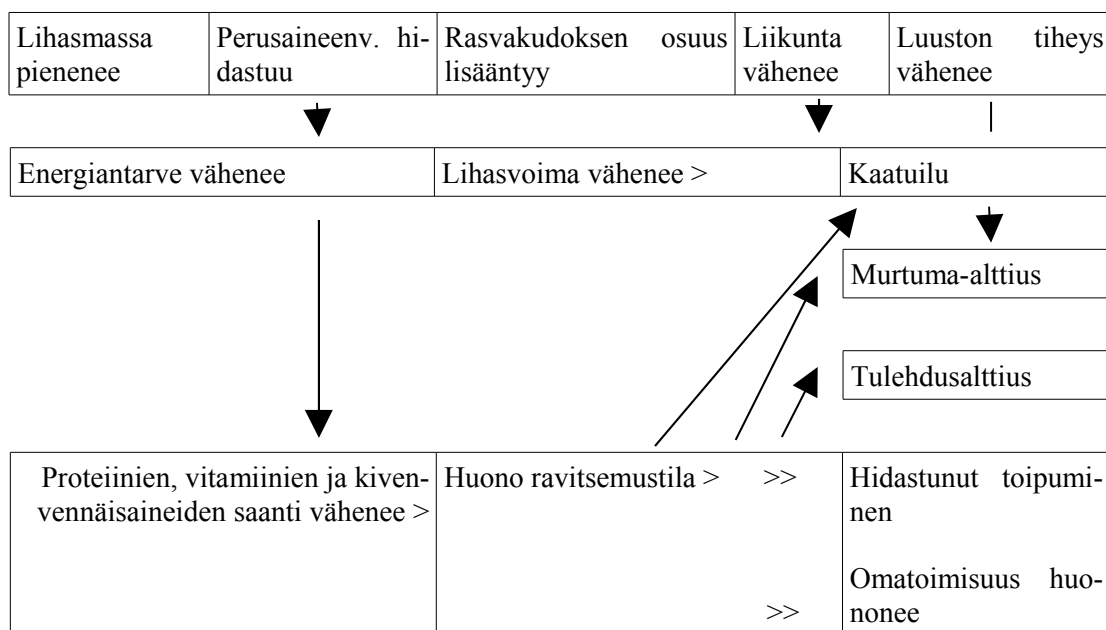 Lihasmassa pienenee
Perusaineenv. hi-
dastuu
Rasvakudoksen osuus
lisääntyy
Liikunta
vähenee
Luuston tiheys
vähenee
Energiantarve vähenee
Lihasvoima vähenee >
Kaatuilu
Murtuma-alttius
Tulehdusalttius
Proteiinien, vitamiinien ja kiven-
vennäisaineiden saanti vähenee >
Huono ravitsemustila > >>
Hidastunut toipumi-
nen
Omatoimisuus huo-
>> nonee